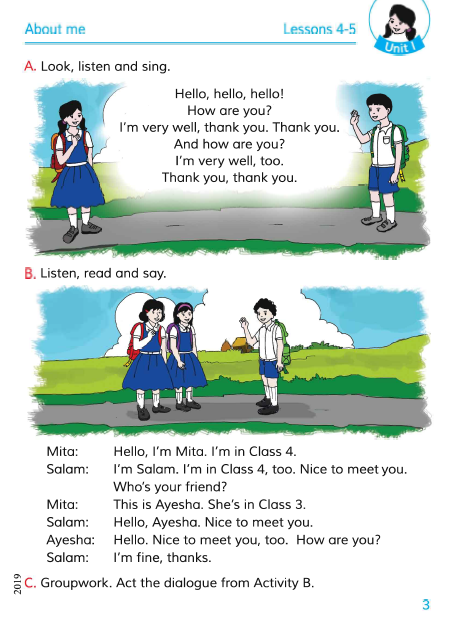 About me
Lessons 4-5
Unit 1
A. Look, listen and sing.
Hello, hello, hello!
How are you?
I'm very well, thank you. Thank you.
And how are you?
I'm very well, too.
Thank you, thank you.
B. Listen, read and say.
Mita: Hello, I'm Mita. I'm in Class 4.
Salam: I'm Salam. I'm in Class 4, too. Nice to meet you.
Who's your friend?
Mita: This is Ayesha. She's in Class 3.
Salam: Hello, Ayesha. Nice to meet you.
Ayesha: Hello. Nice to meet you, too. How are you?
Salam: I'm fine, thanks.
C. Groupwork. Act the dialogue from Activity B.
2019
3